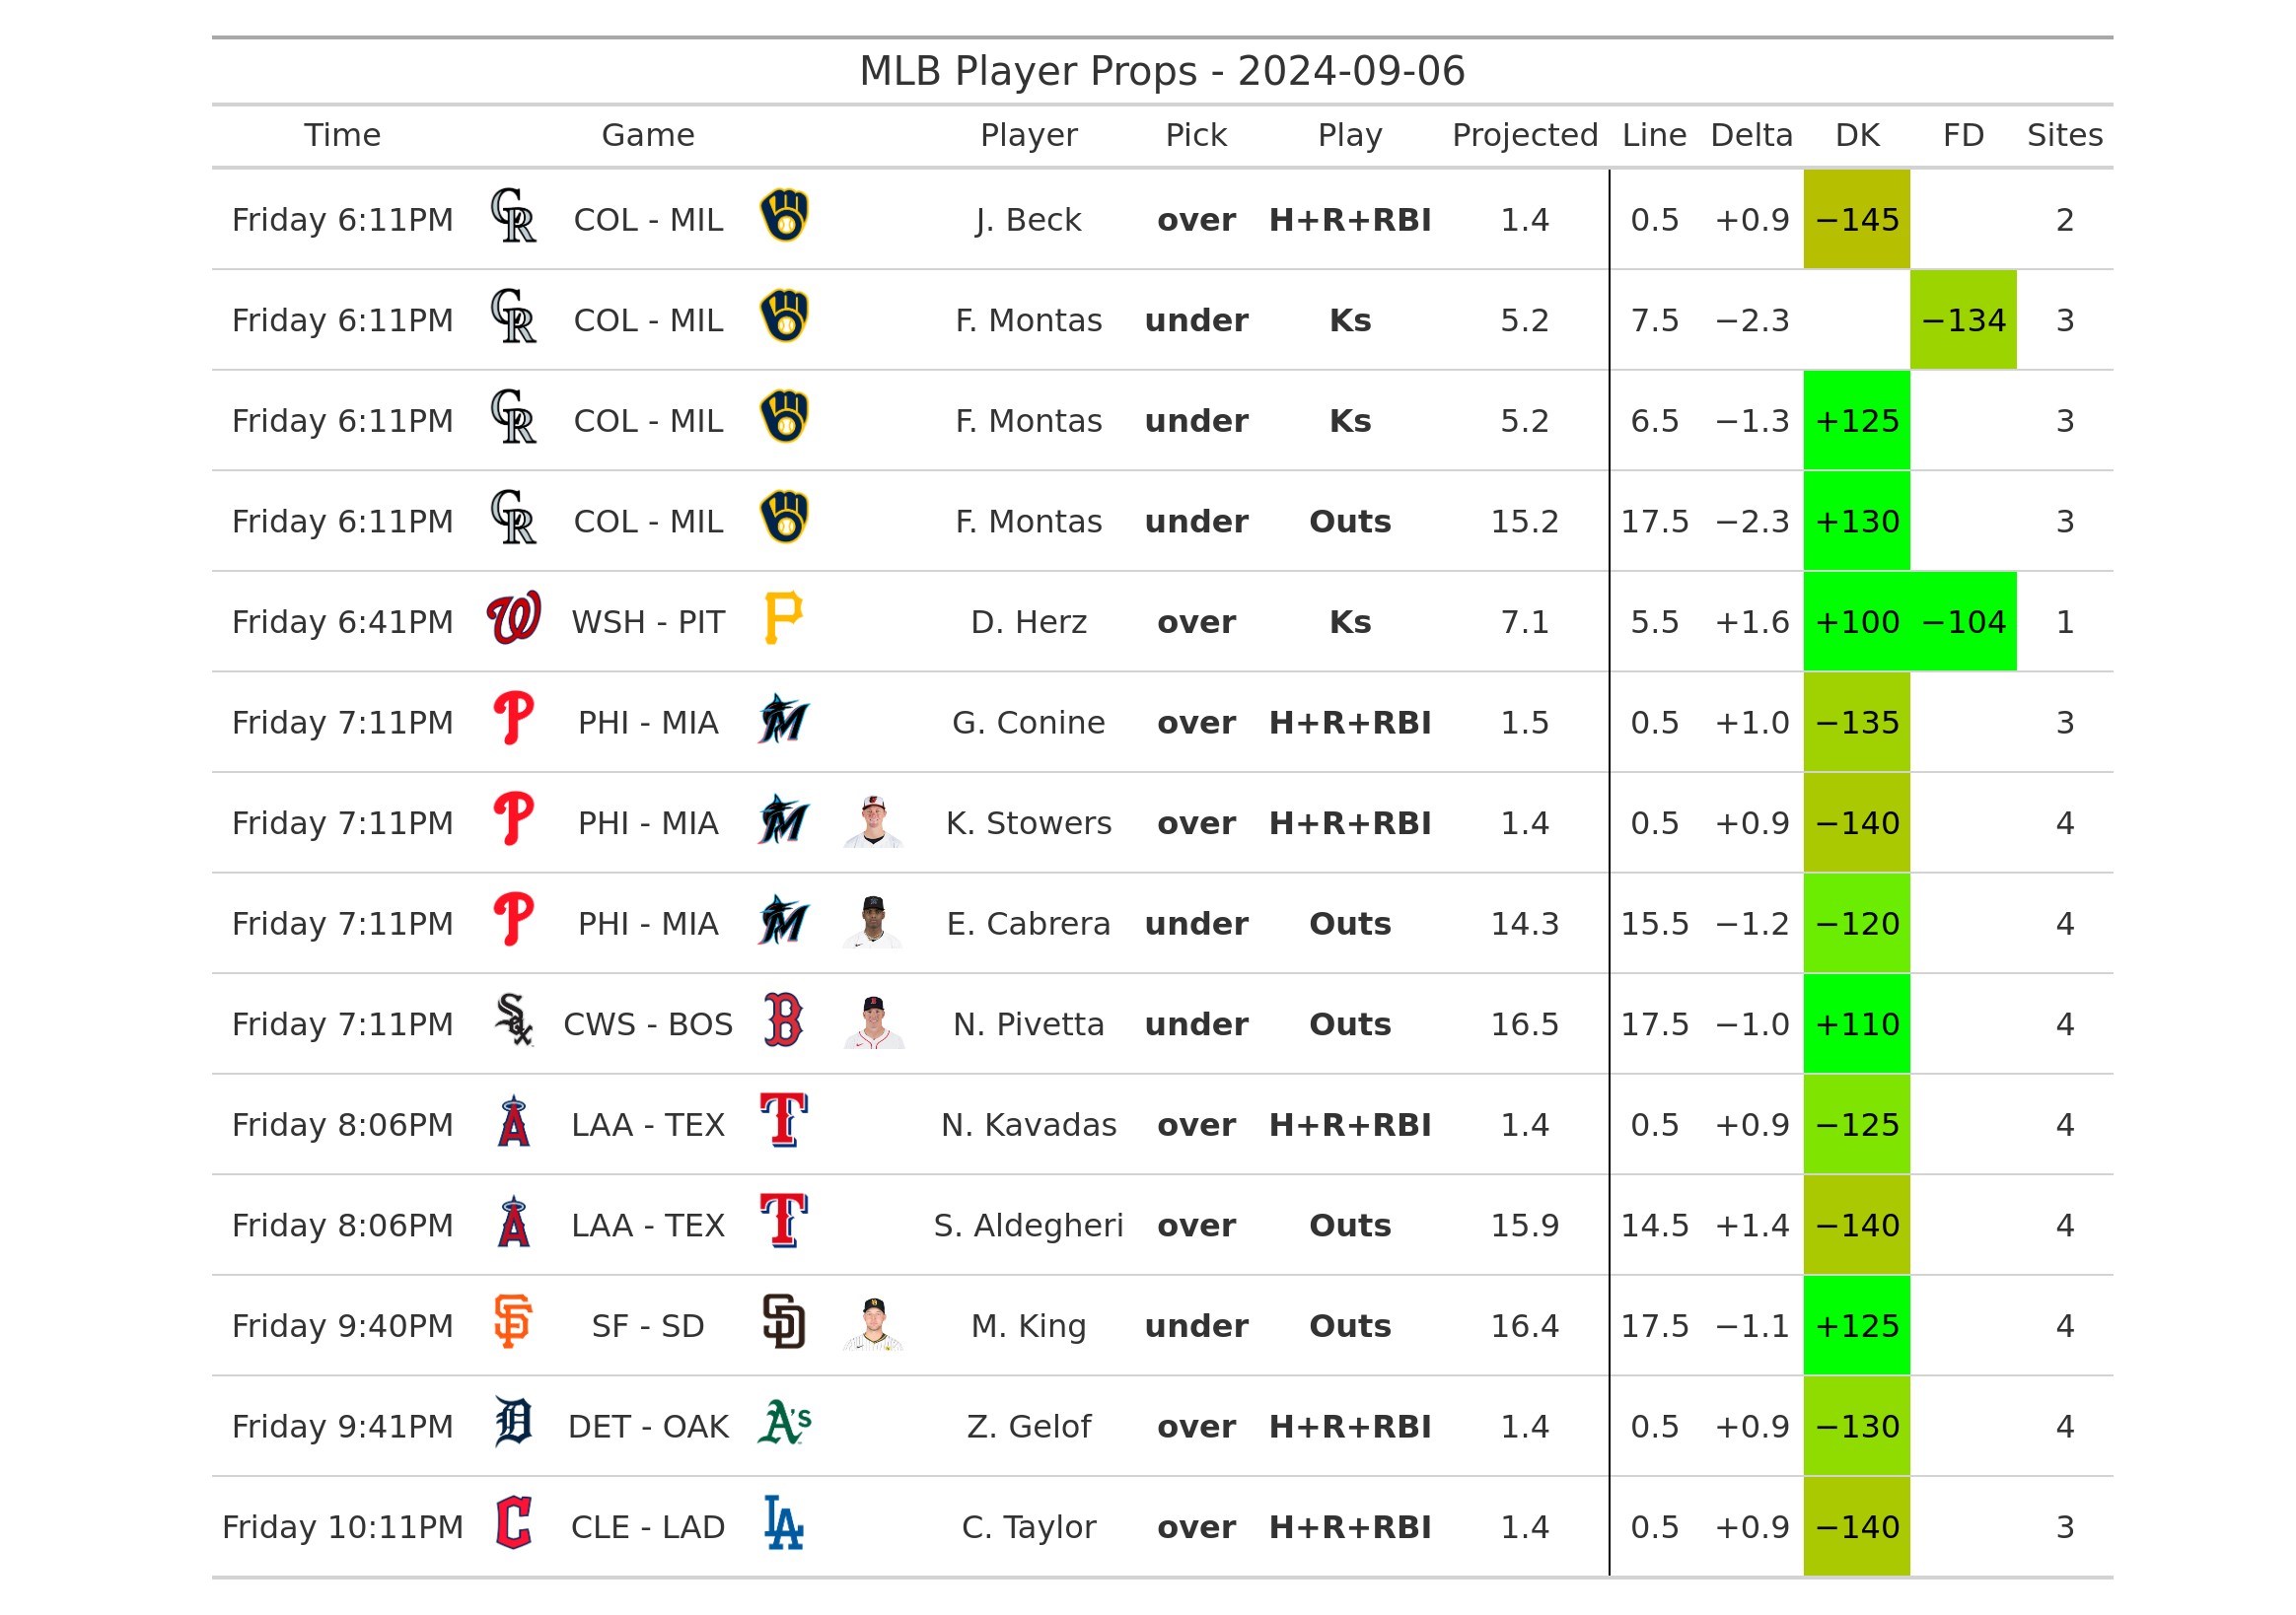 MLB Player Props - 2024-09-06
Time Game Player Pick Play Projected Line Delta DK FD Sites
Friday 6:11PM COL - MIL J. Beck over H+R+RBI 1.4 0.5 +0.9 −145 2
Friday 6:11PM COL - MIL F. Montas under Ks 5.2 7.5 −2.3 −134 3
Friday 6:11PM COL - MIL F. Montas under Ks 5.2 6.5 −1.3 +125 3
Friday 6:11PM COL - MIL F. Montas under Outs 15.2 17.5 −2.3 +130 3
Friday 6:41PM WSH - PIT D. Herz over Ks 7.1 5.5 +1.6 +100 −104 1
Friday 7:11PM PHI - MIA G. Conine over H+R+RBI 1.5 0.5 +1.0 −135 3
Friday 7:11PM PHI - MIA K. Stowers over H+R+RBI 1.4 0.5 +0.9 −140 4
Friday 7:11PM PHI - MIA E. Cabrera under Outs 14.3 15.5 −1.2 −120 4
Friday 7:11PM CWS - BOS N. Pivetta under Outs 16.5 17.5 −1.0 +110 4
Friday 8:06PM LAA - TEX N. Kavadas over H+R+RBI 1.4 0.5 +0.9 −125 4
Friday 8:06PM LAA - TEX S. Aldegheri over Outs 15.9 14.5 +1.4 −140 4
Friday 9:40PM SF - SD M. King under Outs 16.4 17.5 −1.1 +125 4
Friday 9:41PM DET - OAK Z. Gelof over H+R+RBI 1.4 0.5 +0.9 −130 4
Friday 10:11PM CLE - LAD C. Taylor over H+R+RBI 1.4 0.5 +0.9 −140 3